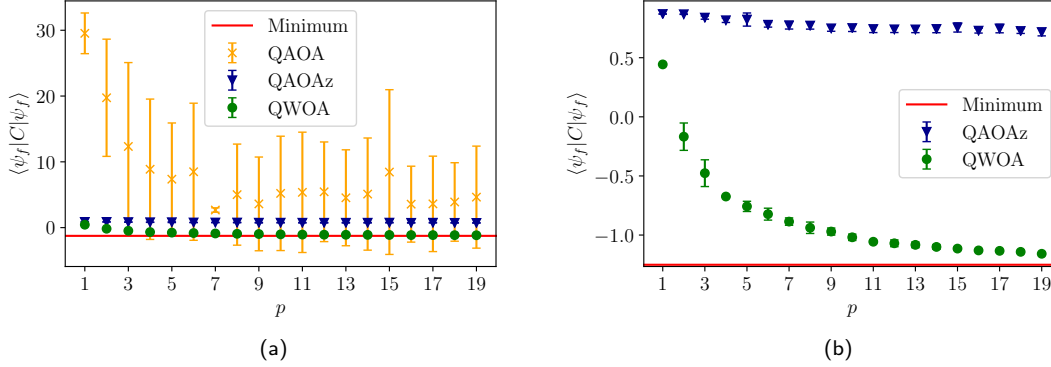 30
20
10
0
⟨ψ_f|C|ψ_f⟩
Minimum
QAOA
QAOAz
QWOA
1 3 5 7 9 11 13 15 17 19
p
(a)
0.5
0.0
−0.5
−1.0
⟨ψ_f|C|ψ_f⟩
Minimum
QAOAz
QWOA
1 3 5 7 9 11 13 15 17 19
p
(b)